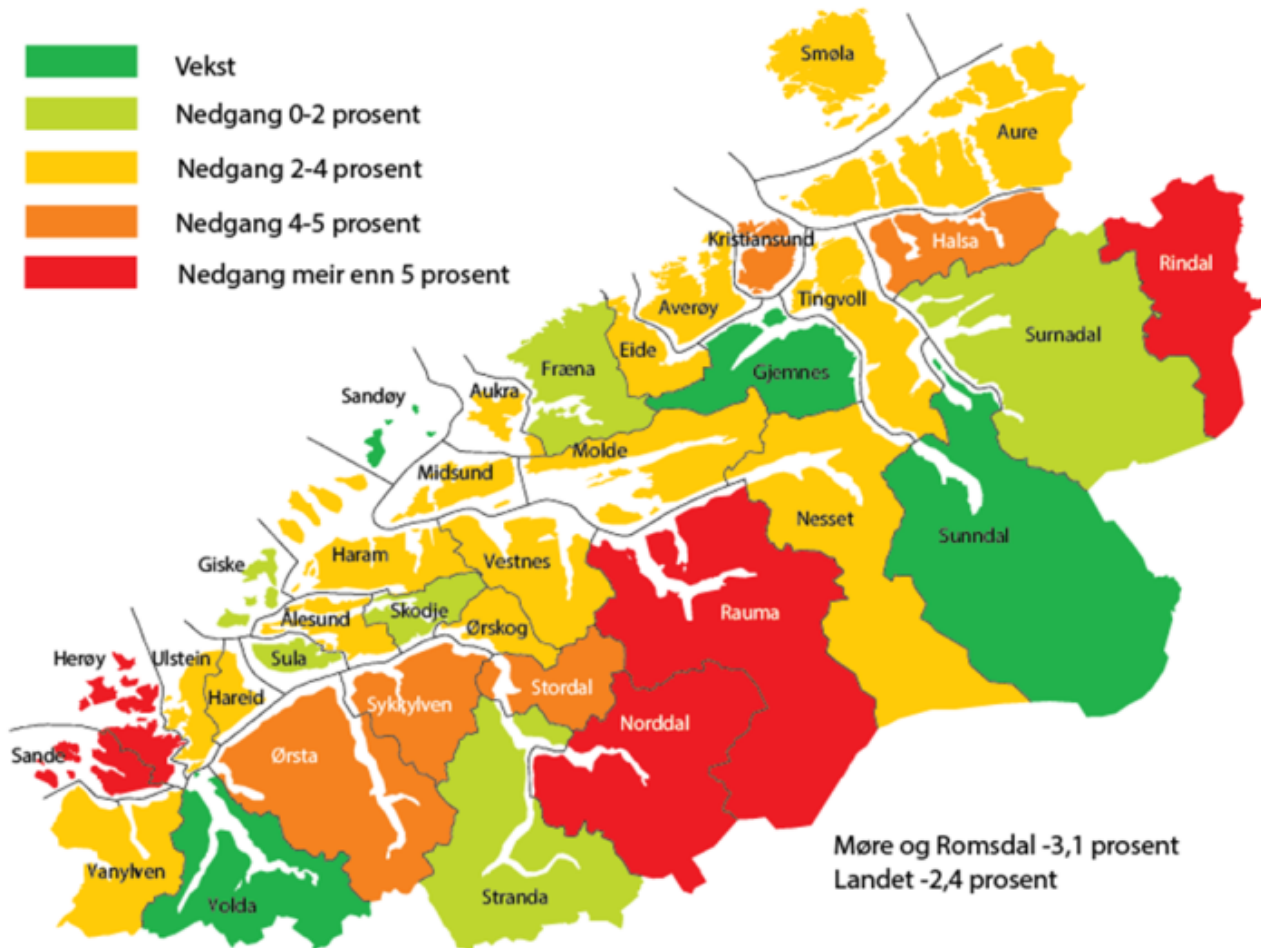 Vekst
Nedgang 0-2 prosent
Nedgang 2-4 prosent
Nedgang 4-5 prosent
Nedgang meir enn 5 prosent
Smøla
Aure
Kristiansund
Halsa
Rindal
Averøy
Tingvoll
Surnadal
Eide
Fræna
Gjemnes
Aukra
Sandøy
Molde
Midsund
Nesset
Sunndal
Haram
Vestnes
Giske
Rauma
Skodje
Ålesund
Ørskog
Herøy
Ulstein
Sula
Hareid
Stordal
Sykkylven
Norddal
Sande
Ørsta
Vanylven
Volda
Stranda
Møre og Romsdal -3,1 prosent
Landet -2,4 prosent